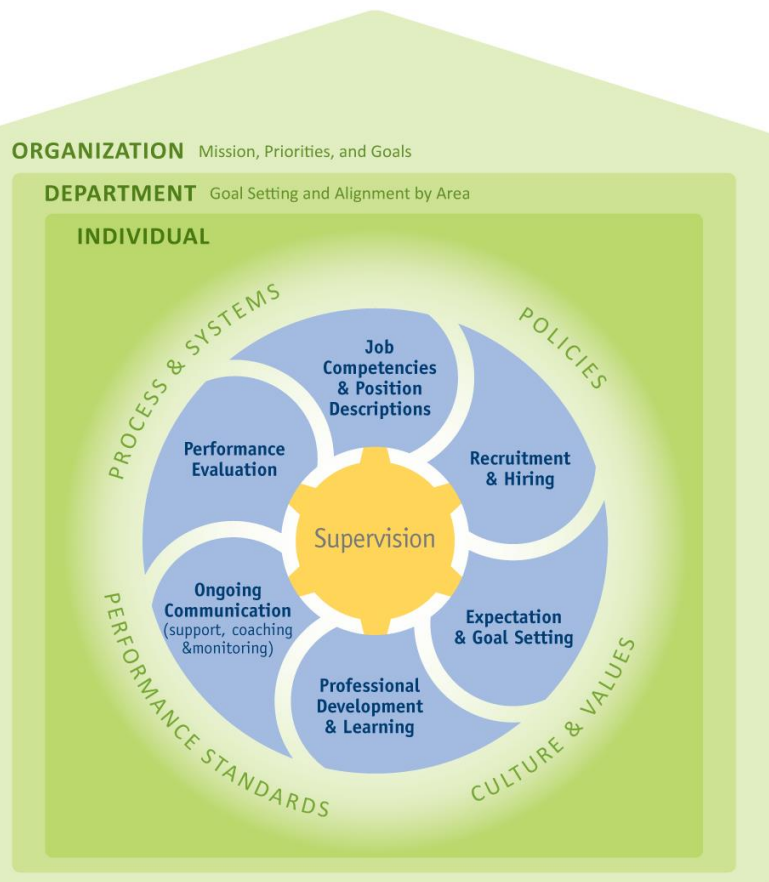 ORGANIZATION Mission, Priorities, and Goals
DEPARTMENT Goal Setting and Alignment by Area
INDIVIDUAL
PROCESS & SYSTEMS
POLICIES
Job
Competencies
& Position
Descriptions
Performance
Evaluation
Recruitment
& Hiring
Supervision
Ongoing
Communication
(support, coaching
&monitoring)
Expectation
& Goal Setting
Professional
Development
& Learning
PERFORMANCE STANDARDS
CULTURE & VALUES